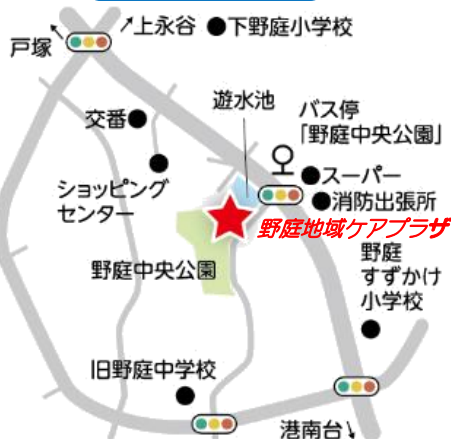 上永谷
下野庭小学校
戸塚
遊水池
バス停
「野庭中央公園」
交番
スーパー
消防出張所
ショッピング
センター
野庭地域ケアプラザ
野庭
すずかけ
小学校
野庭中央公園
旧野庭中学校
港南台